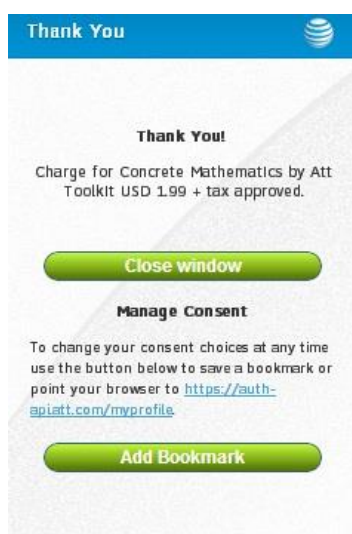 Thank You
Thank You!
Charge for Concrete Mathematics by Att
Toolkit USD 1.99 + tax approved.
Close window
Manage Consent
To change your consent choices at any time
use the button below to save a bookmark or
point your browser to https://auth-
apiatt.com/myprofile.
Add Bookmark